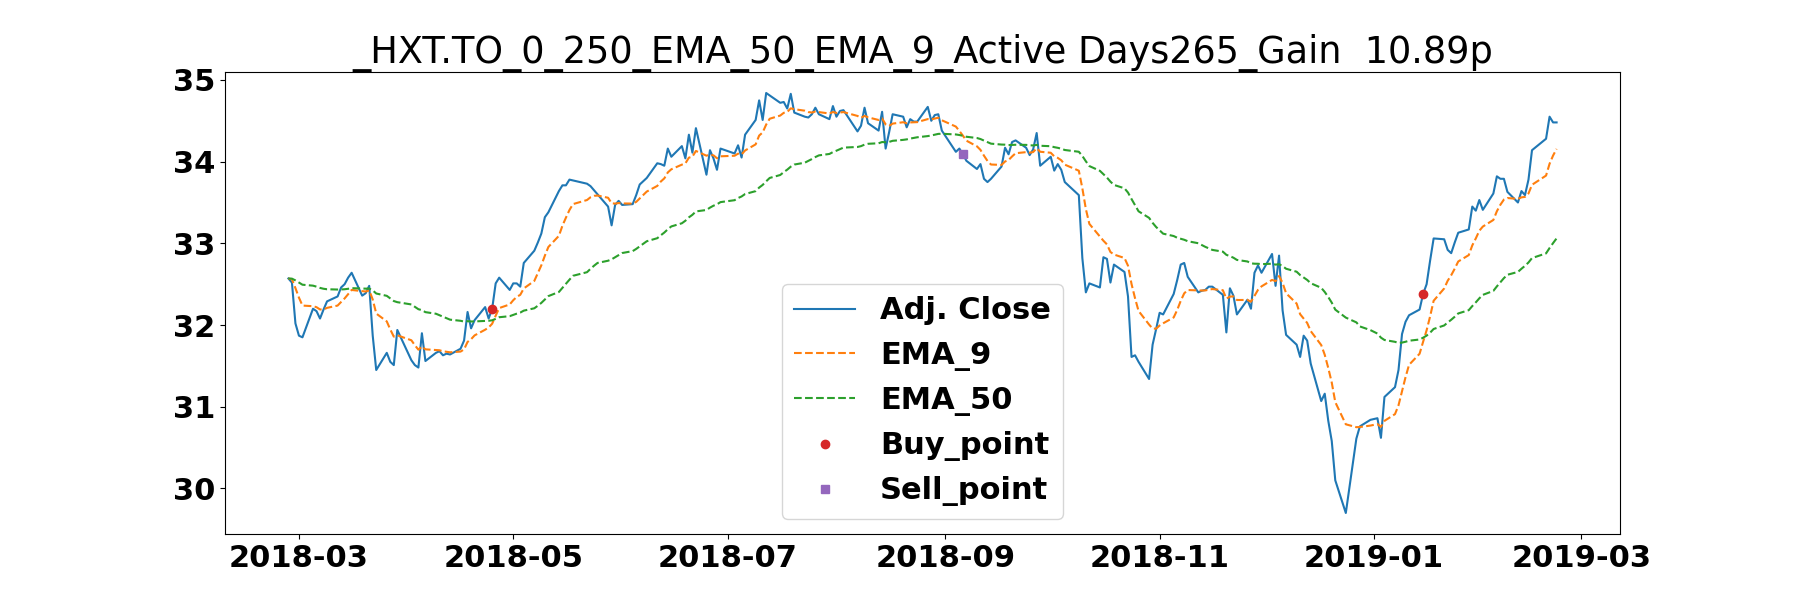 _HXT.TO_0_250_EMA_50_EMA_9_Active Days265_Gain  10.89p
35
34
33
32
31
30
Adj. Close
EMA_9
EMA_50
Buy_point
Sell_point
2018-03 2018-05 2018-07 2018-09 2018-11 2019-01 2019-03